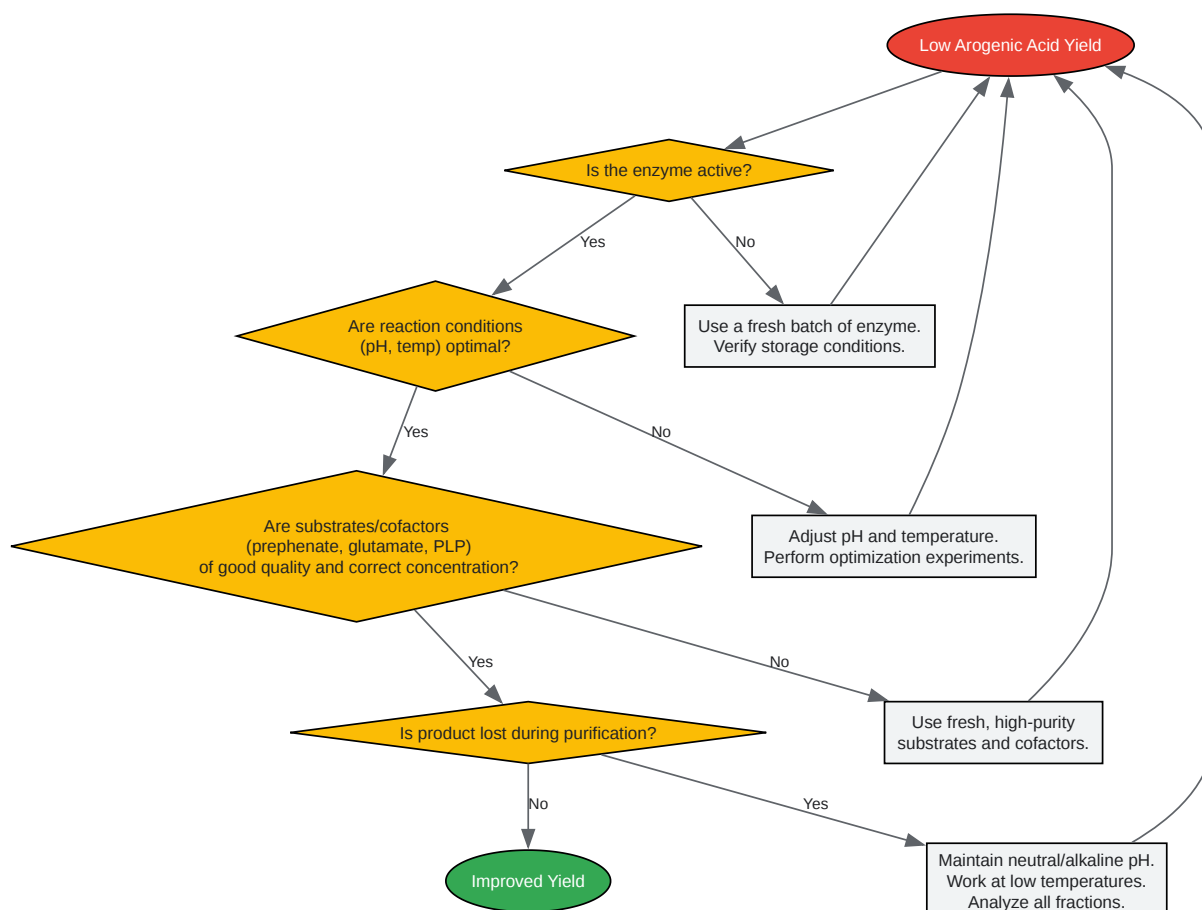 Low Arogenic Acid Yield
Is the enzyme active?
Yes
No
Are reaction conditions
(pH, temp) optimal?
Use a fresh batch of enzyme.
Verify storage conditions.
Yes
No
Are substrates/cofactors
(prephenate, glutamate, PLP)
of good quality and correct concentration?
Adjust pH and temperature.
Perform optimization experiments.
Yes
No
Is product lost during purification?
Use fresh, high-purity
substrates and cofactors.
No
Yes
Improved Yield
Maintain neutral/alkaline pH.
Work at low temperatures.
Analyze all fractions.